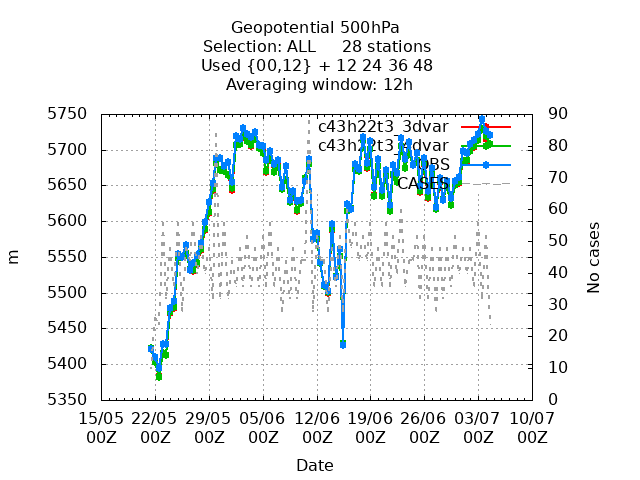 Geopotential 500hPa
Selection: ALL 28 stations
Used {00,12} + 12 24 36 48
Averaging window: 12h
5750
5700
5650
5600
5550
5500
5450
5400
5350
m
90
80
70
60
50
40
30
20
10
0
No cases
c43h22t3_3dvar
OBS
CASES
15/05 22/05 29/05 05/06 12/06 19/06 26/06 03/07 10/07
00Z 00Z 00Z 00Z 00Z 00Z 00Z 00Z 00Z
Date